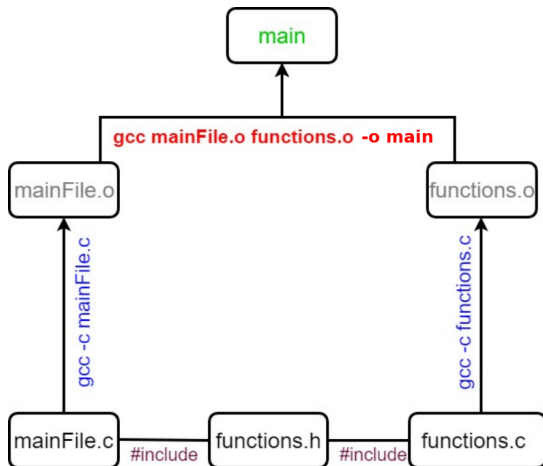 main
gcc mainFile.o functions.o -o main
mainFile.o
functions.o
gcc -c mainFile.c
gcc -c functions.c
mainFile.c
#include
functions.h
#include
functions.c